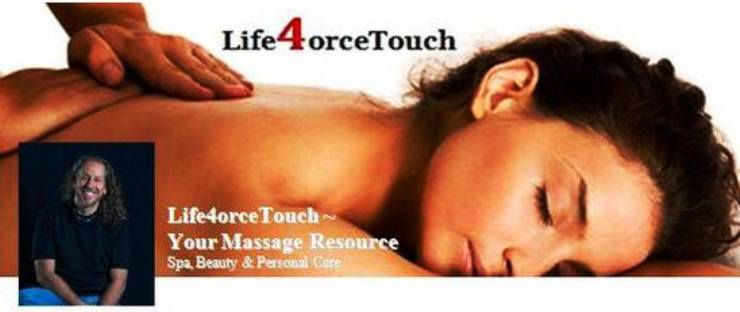 Life4orceTouch
Life4orceTouch ~
Your Massage Resource
Spa, Beauty & Personal Care